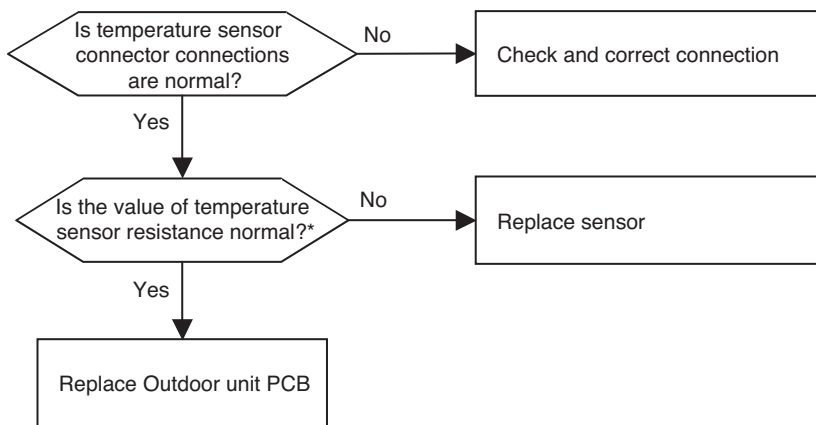 Is temperature sensor
connector connections
are normal?
No
Check and correct connection
Yes
Is the value of temperature
sensor resistance normal?*
No
Replace sensor
Yes
Replace Outdoor unit PCB